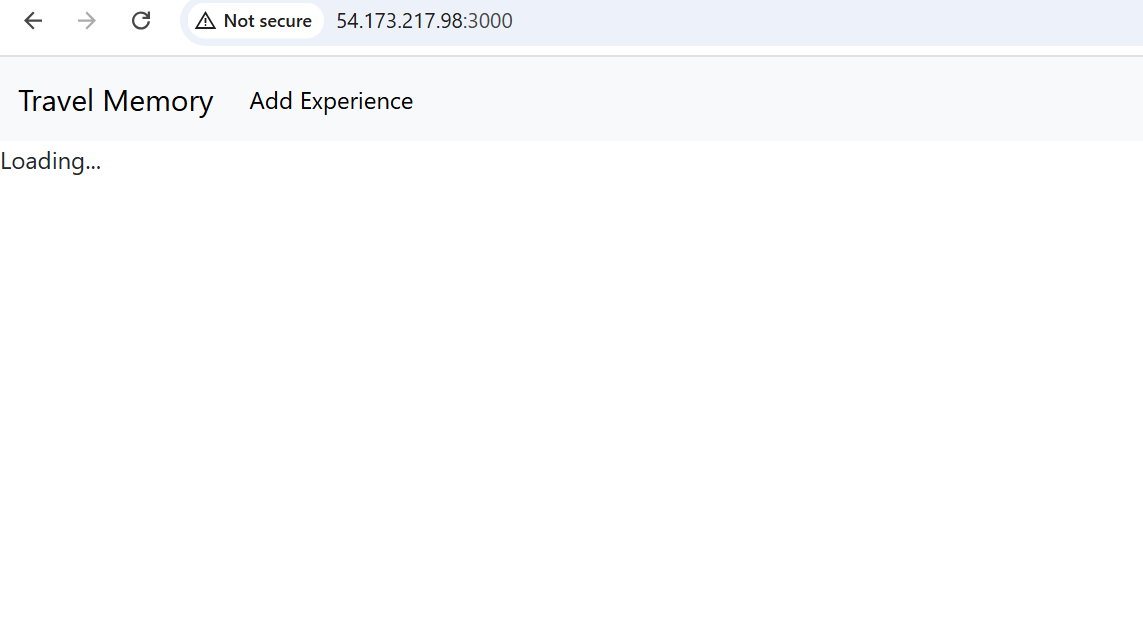 Not secure 54.173.217.98:3000
Travel Memory Add Experience
Loading...